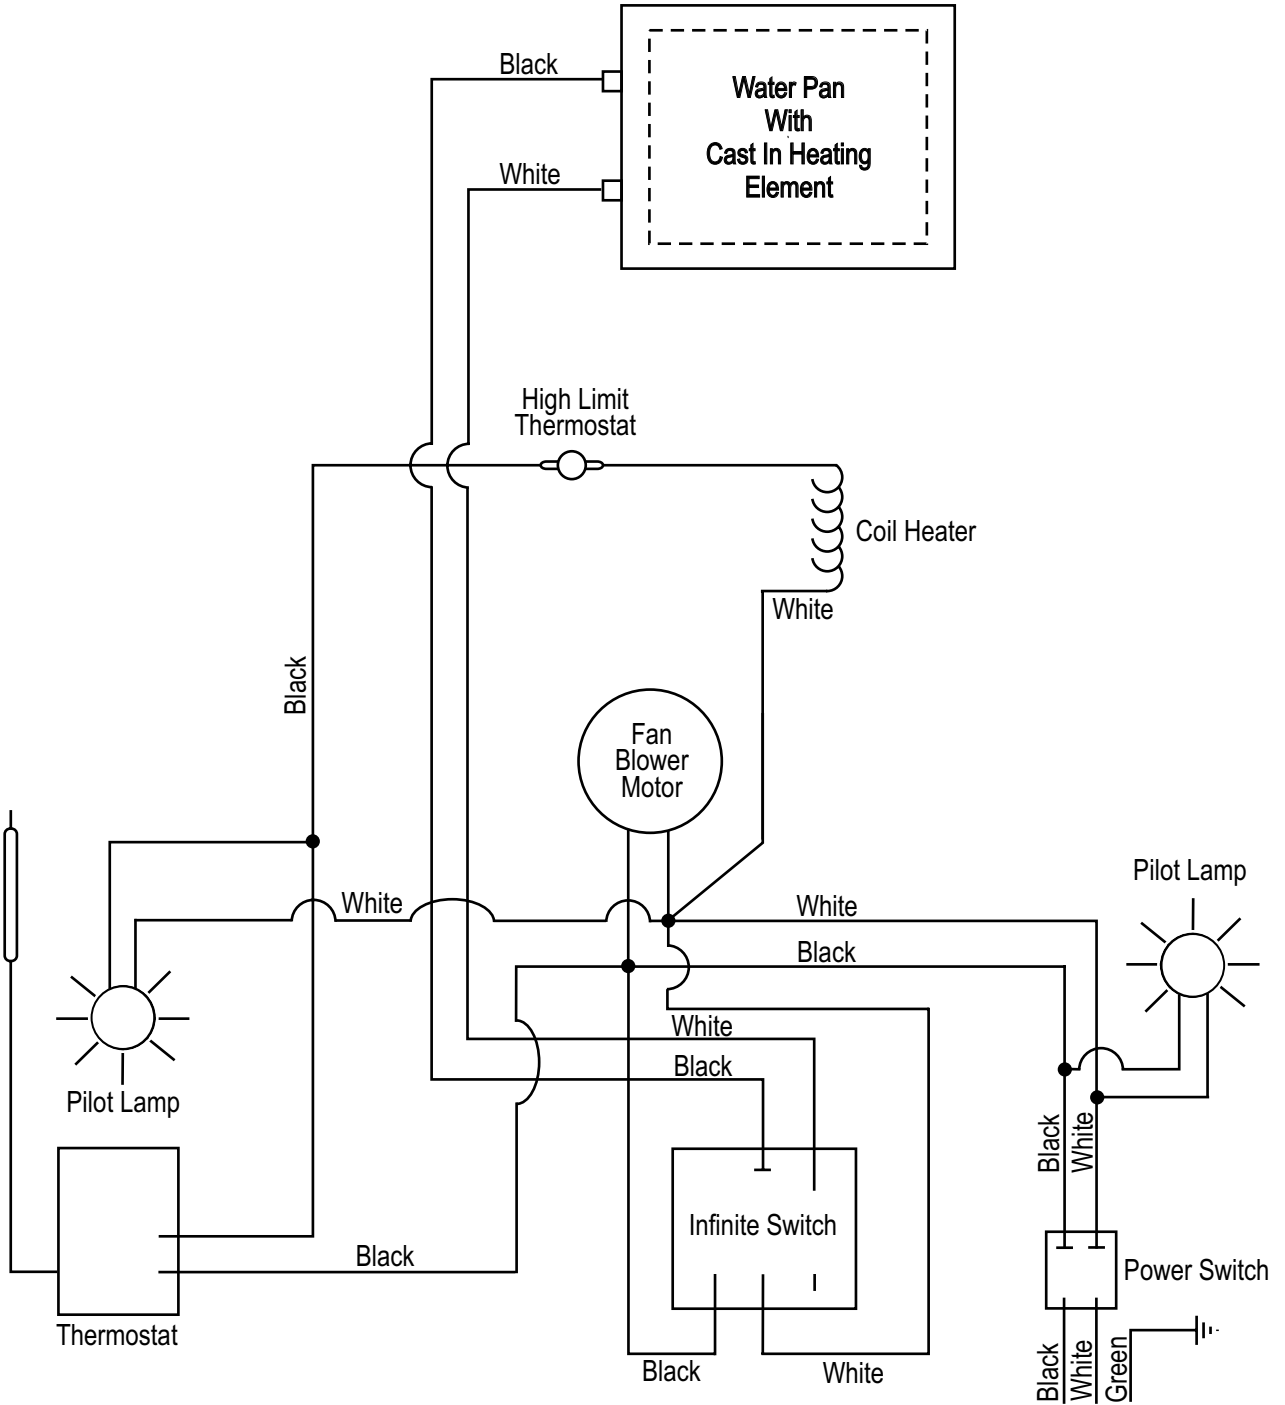 Black
Water Pan
With
Cast In Heating
Element
White
High Limit
Thermostat
Coil Heater
White
Black
Fan
Blower
Motor
Pilot Lamp
White
White
Black
White
Black
Pilot Lamp
Black
White
Infinite Switch
Black
Power Switch
Thermostat
Black
White
Black
White
Green